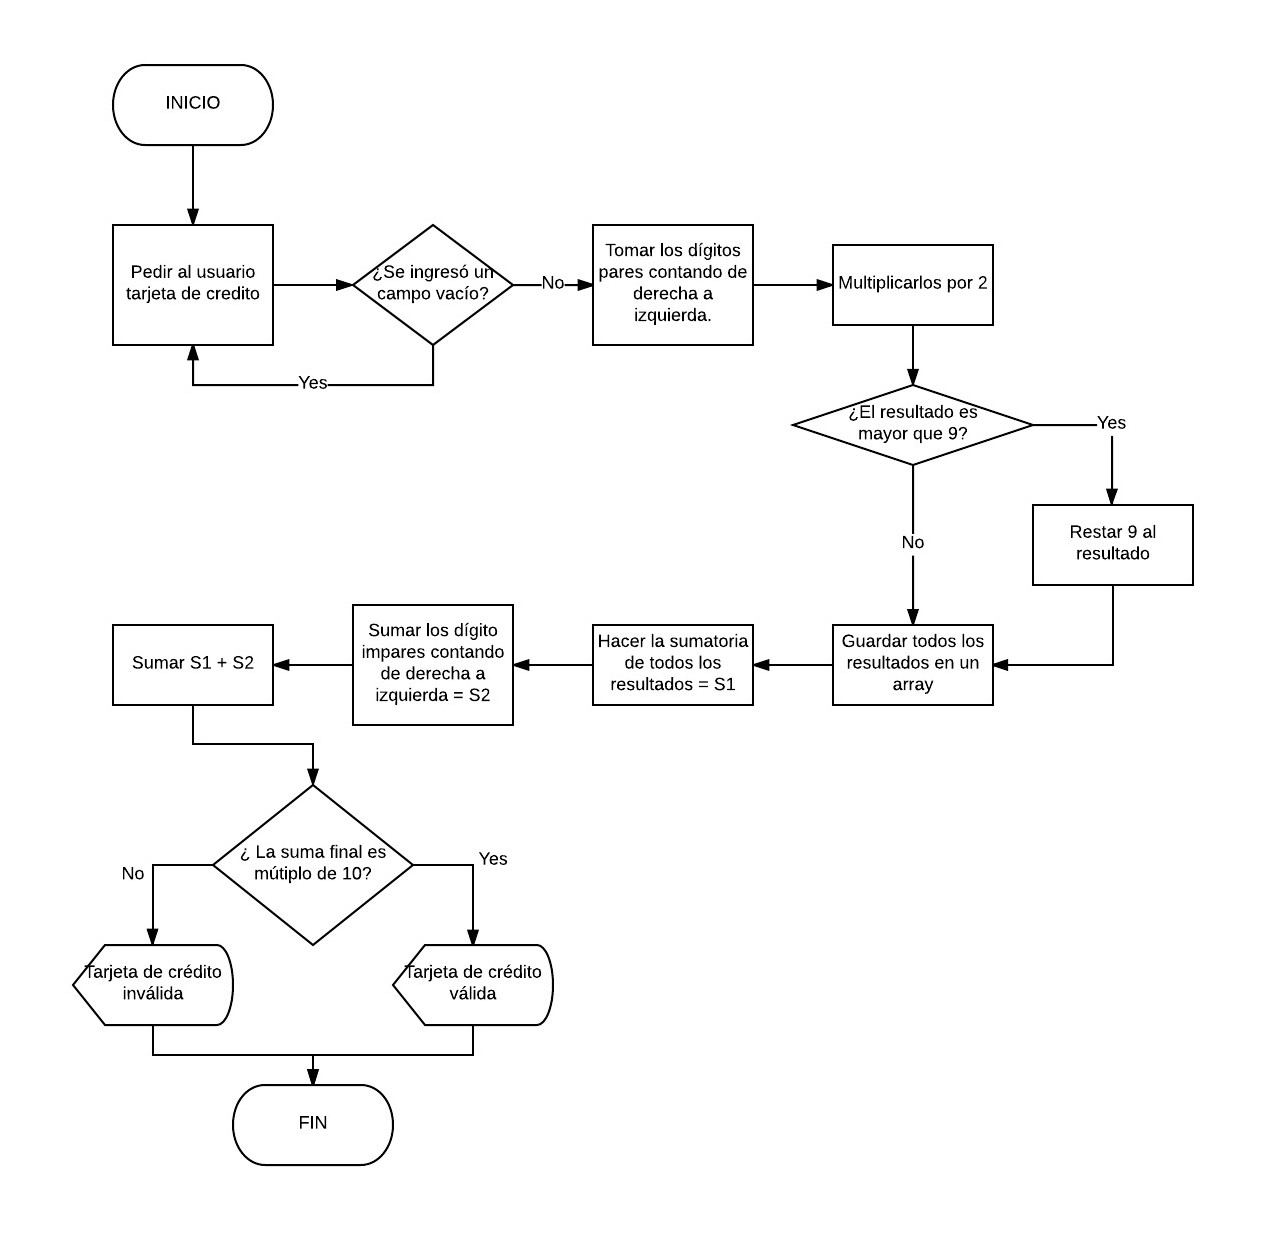 INICIO
Pedir al usuario
tarjeta de credito
¿Se ingresó un
campo vacío?
No
Yes
Tomar los dígitos
pares contando de
derecha a
izquierda.
Multiplicarlos por 2
¿El resultado es
mayor que 9?
Yes
No
Restar 9 al
resultado
Guardar todos los
resultados en un
array
Hacer la sumatoria
de todos los
resultados = S1
Sumar los dígito
impares contando
de derecha a
izquierda = S2
Sumar S1 + S2
¿ La suma final es
mútiplo de 10?
No
Yes
Tarjeta de crédito
inválida
Tarjeta de crédito
válida
FIN